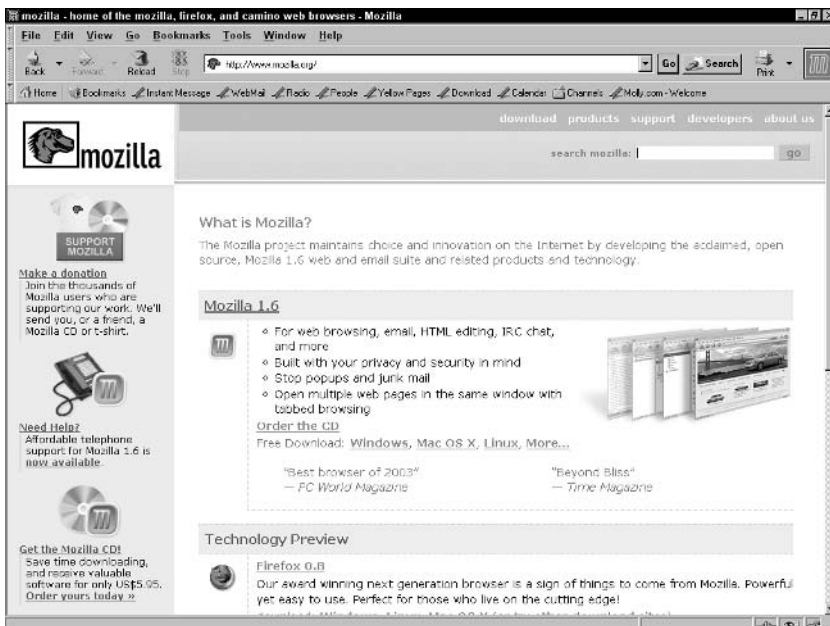 mozilla - home of the mozilla, firefox, and camino web browsers - Mozilla
File Edit View Go Bookmarks Tools Window Help
Back Forward Reload Stop http://www.mozilla.org/ Go Search Print
Home Bookmarks Instant Message WebMail Radio People Yellow Pages Download Calendar Channels Molly.com - Welcome
download products support developers about us
mozilla
search mozilla: go
SUPPORT
MOZILLA
Make a donation
Join the thousands of
Mozilla users who are
supporting our work. We'll
send you, or a friend, a
Mozilla CD or t-shirt.
Need Help?
Affordable telephone
support for Mozilla 1.6 is
now available.
Get the Mozilla CD!
Save time downloading,
and receive valuable
software for only US$5.95.
Order yours today »
What is Mozilla?
The Mozilla project maintains choice and innovation on the Internet by developing the acclaimed, open
source, Mozilla 1.6 web and email suite and related products and technology.
Mozilla 1.6
For web browsing, email, HTML editing, IRC chat,
and more
Built with your privacy and security in mind
Stop popups and junk mail
Open multiple web pages in the same window with
tabbed browsing
Order the CD
Free Download: Windows, Mac OS X, Linux, More...
"Best browser of 2003"
— PC World Magazine
"Beyond Bliss"
— Time Magazine
Technology Preview
Firefox 0.8
Our award winning next generation browser is a sign of things to come from Mozilla. Powerful
yet easy to use. Perfect for those who live on the cutting edge!